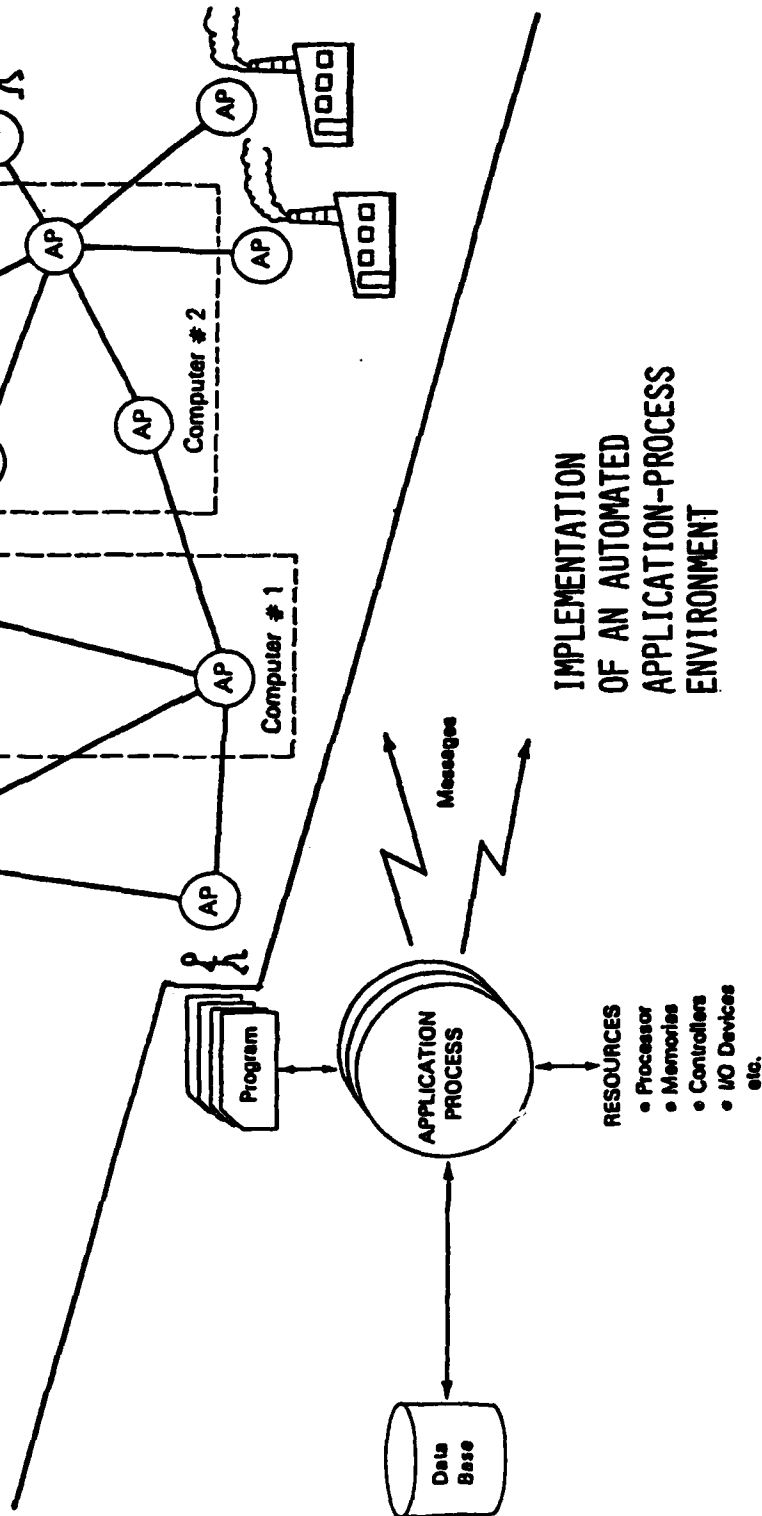 AP
AP
AP
AP
AP
AP
Computer # 1
Computer # 2
Program
APPLICATION
PROCESS
Messages
Data
Base
RESOURCES
• Processor
• Memories
• Controllers
• I/O Devices
etc.
IMPLEMENTATION
OF AN AUTOMATED
APPLICATION-PROCESS
ENVIRONMENT